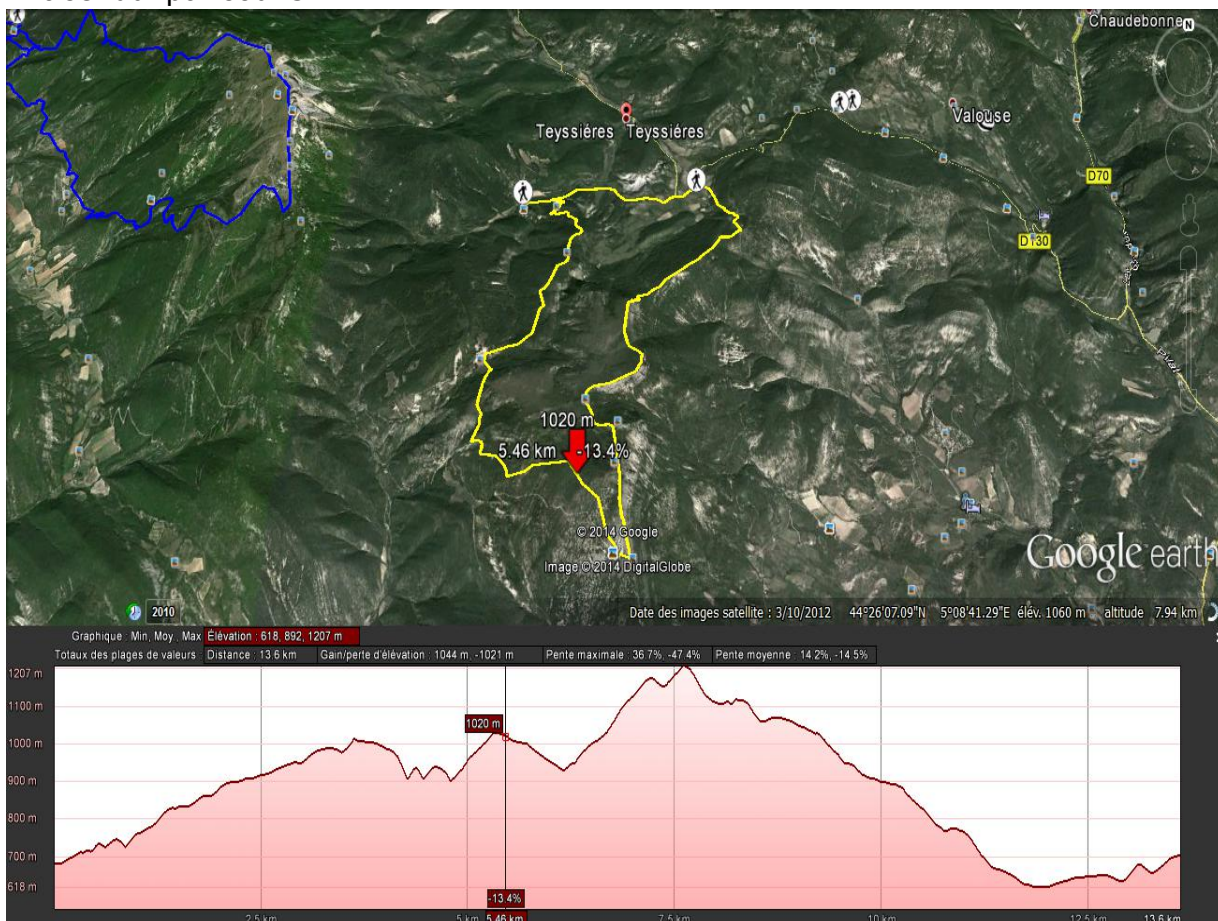 Chaudebonne
N
Teyssiéres Teyssiéres
Valouse
D70
D130
1020 m
5.46 km -13.4%
© 2014 Google
Image © 2014 DigitalGlobe
Google earth
2010
Date des images satellite : 3/10/2012 44°26'07.09"N 5°08'41.29"E élév. 1060 m altitude 7.94 km
Graphique : Min, Moy., Max Élévation : 618, 892, 1207 m
Totaux des plages de valeurs : Distance : 13.6 km Gain/perte d'élévation : 1044 m, -1021 m Pente maximale : 36.7%, -47.4% Pente moyenne : 14.2%, -14.5%
1207 m
1100 m
1020 m
1000 m
900 m
800 m
700 m
618 m
-13.4%
2.5 km 5 km 5.46 km 7.5 km 10 km 12.5 km 13.6 km